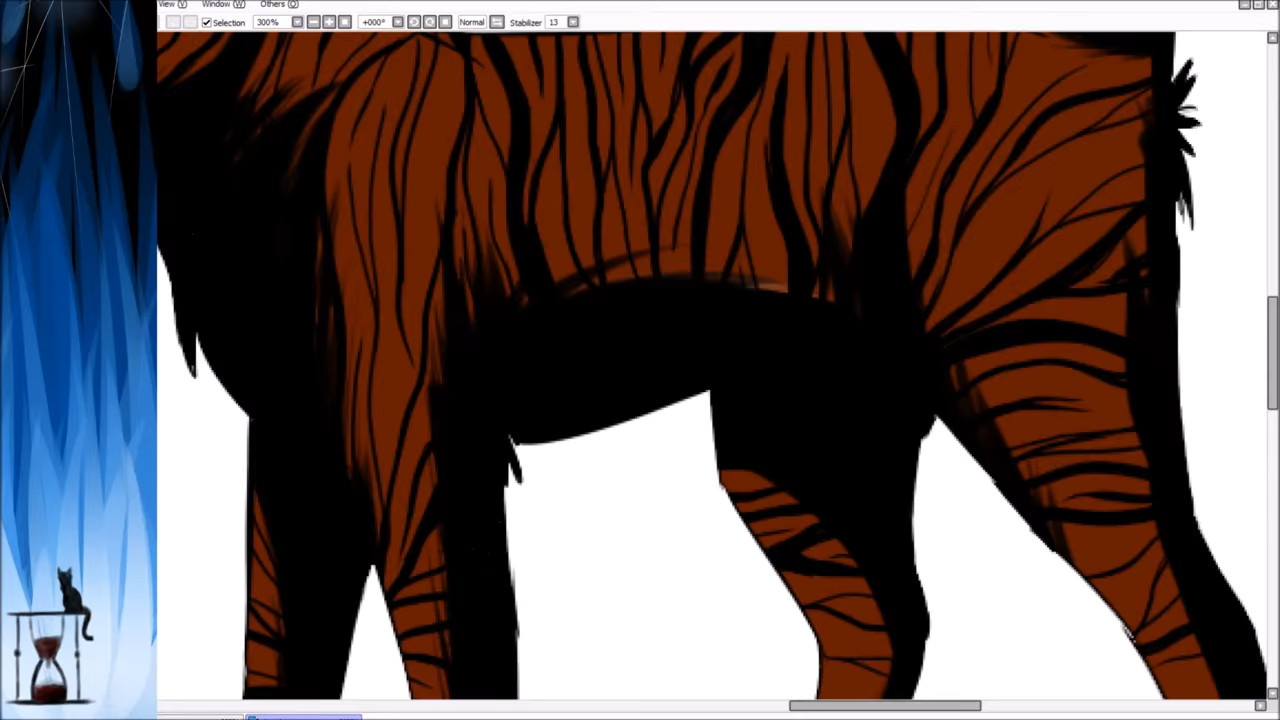 View (V) Window (W) Others (O)
Selection 300% +000° Normal Stabilizer 13